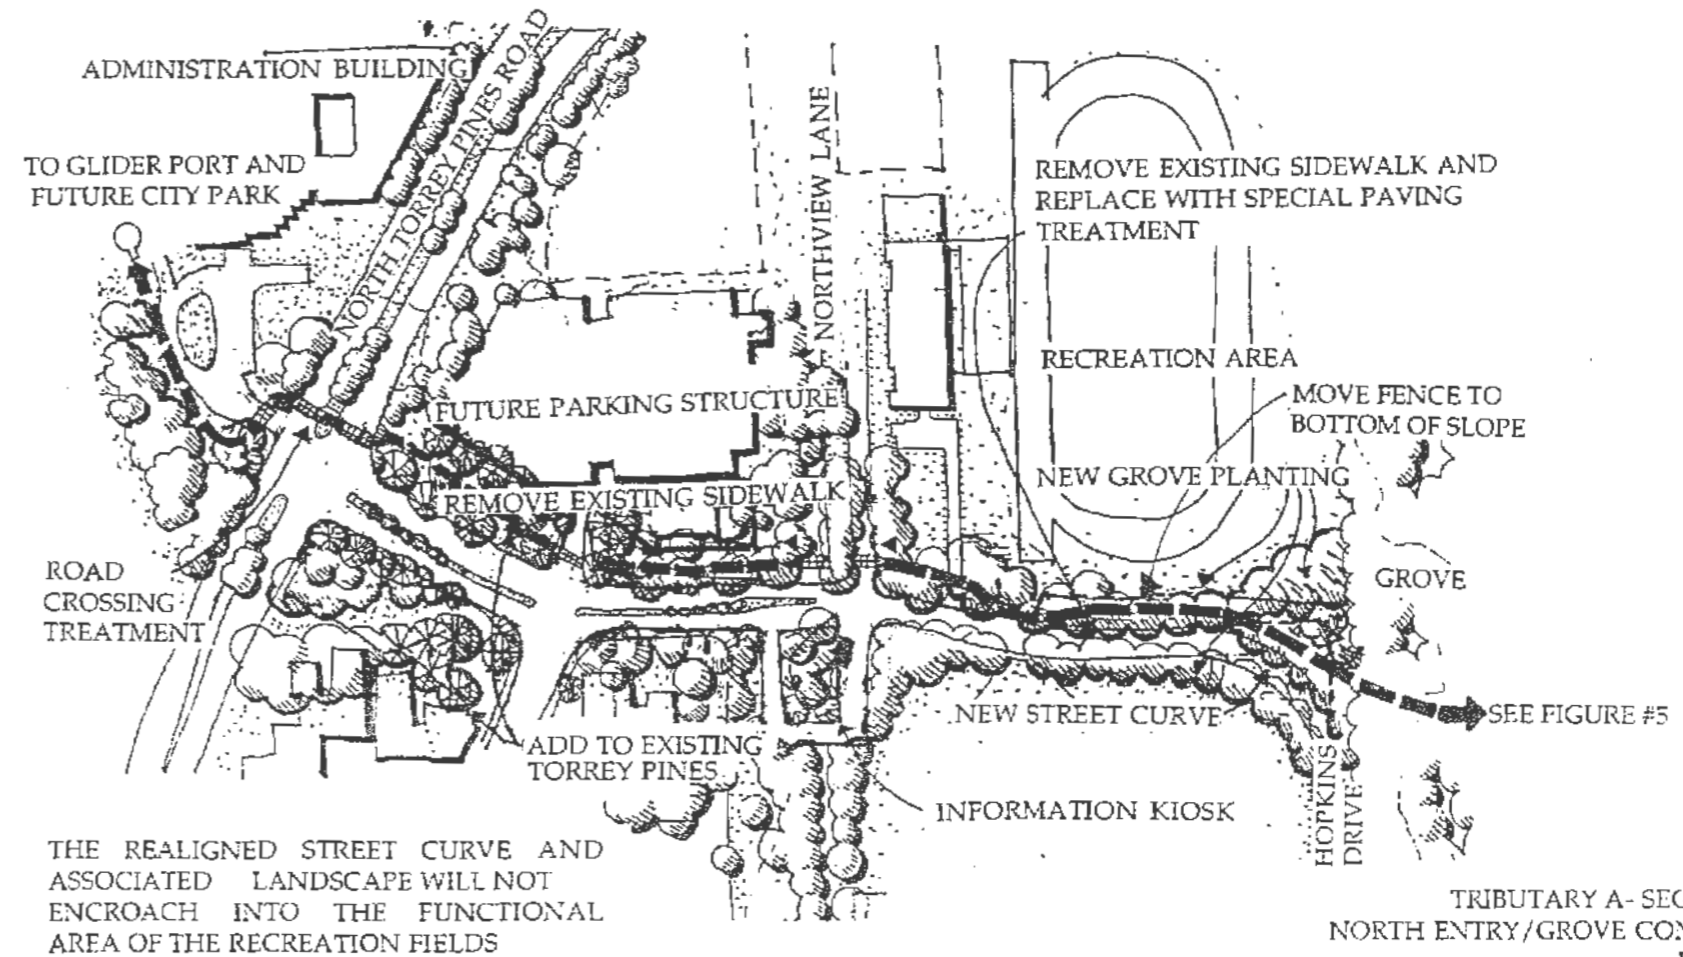 ADMINISTRATION BUILDING
NORTH TORREY PINES ROAD
TO GLIDER PORT AND
FUTURE CITY PARK
NORTHVIEW LANE
REMOVE EXISTING SIDEWALK AND
REPLACE WITH SPECIAL PAVING
TREATMENT
RECREATION AREA
MOVE FENCE TO
BOTTOM OF SLOPE
FUTURE PARKING STRUCTURE
NEW GROVE PLANTING
REMOVE EXISTING SIDEWALK
GROVE
ROAD
CROSSING
TREATMENT
NEW STREET CURVE
SEE FIGURE #5
ADD TO EXISTING
TORREY PINES
INFORMATION KIOSK
HOPKINS
DRIVE
THE REALIGNED STREET CURVE AND
ASSOCIATED LANDSCAPE WILL NOT
ENCROACH INTO THE FUNCTIONAL
AREA OF THE RECREATION FIELDS
TRIBUTARY A- SEC
NORTH ENTRY/GROVE CON